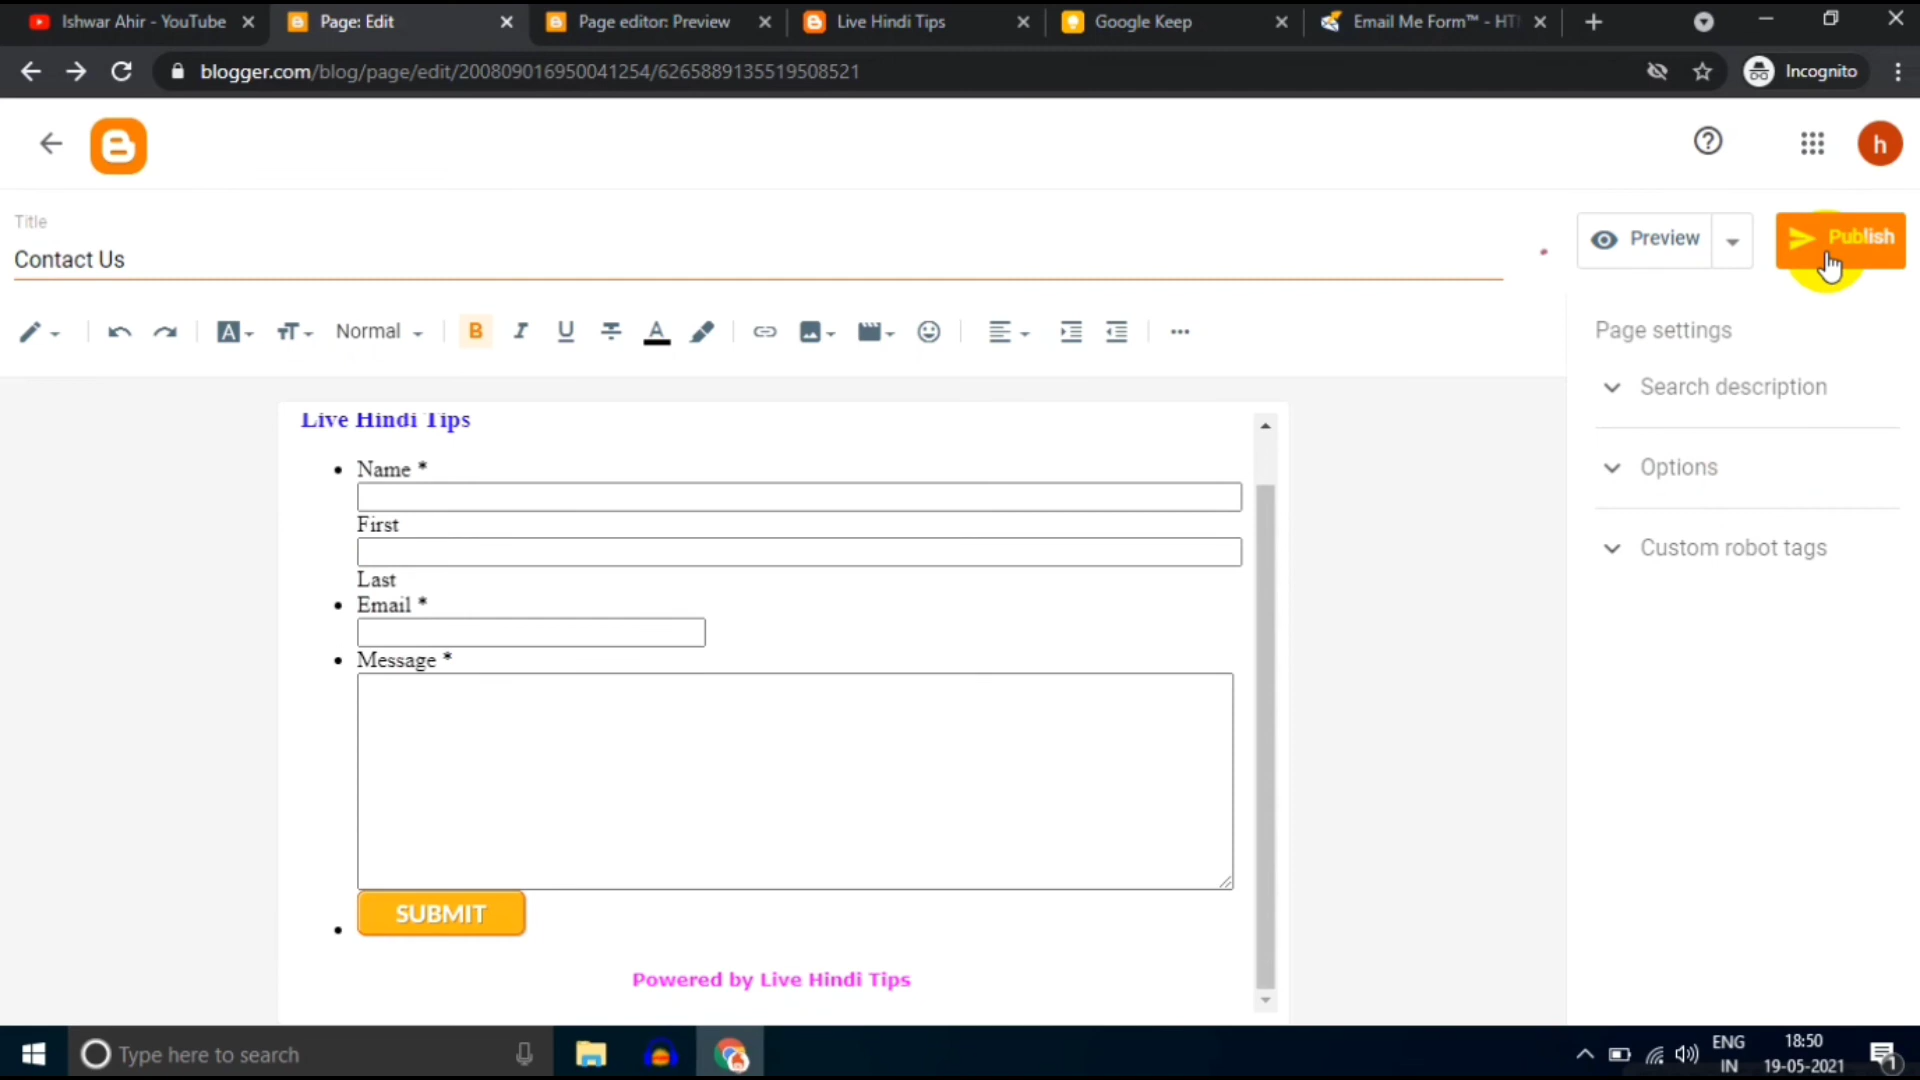 Ishwar Ahir - YouTube
Page: Edit
Page editor: Preview
Live Hindi Tips
Google Keep
Email Me Form™ - HT
blogger.com/blog/page/edit/200809016950041254/6265889135519508521
Incognito
h
Title
Contact Us
Preview
Publish
Normal
B
Page settings
Search description
Options
Custom robot tags
Live Hindi Tips
Name *
First
Last
Email *
Message *
SUBMIT
Powered by Live Hindi Tips
Type here to search
ENG
IN
18:50
19-05-2021
1